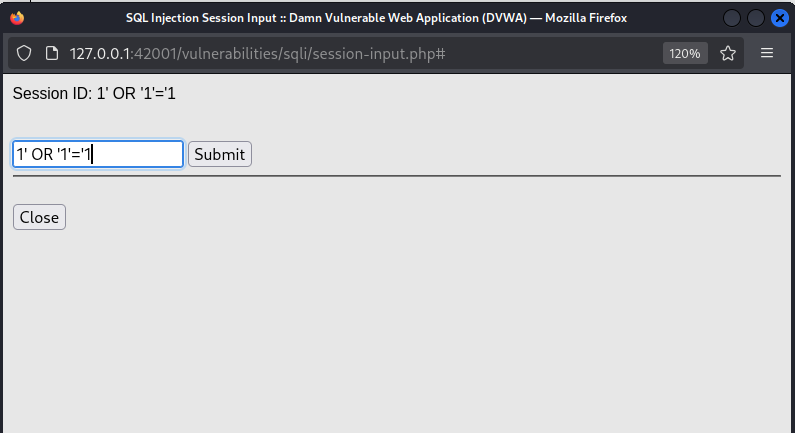 SQL Injection Session Input :: Damn Vulnerable Web Application (DVWA) — Mozilla Firefox
127.0.0.1:42001/vulnerabilities/sqli/session-input.php# 120%
Session ID: 1' OR '1'='1
1' OR '1'='1 Submit
Close